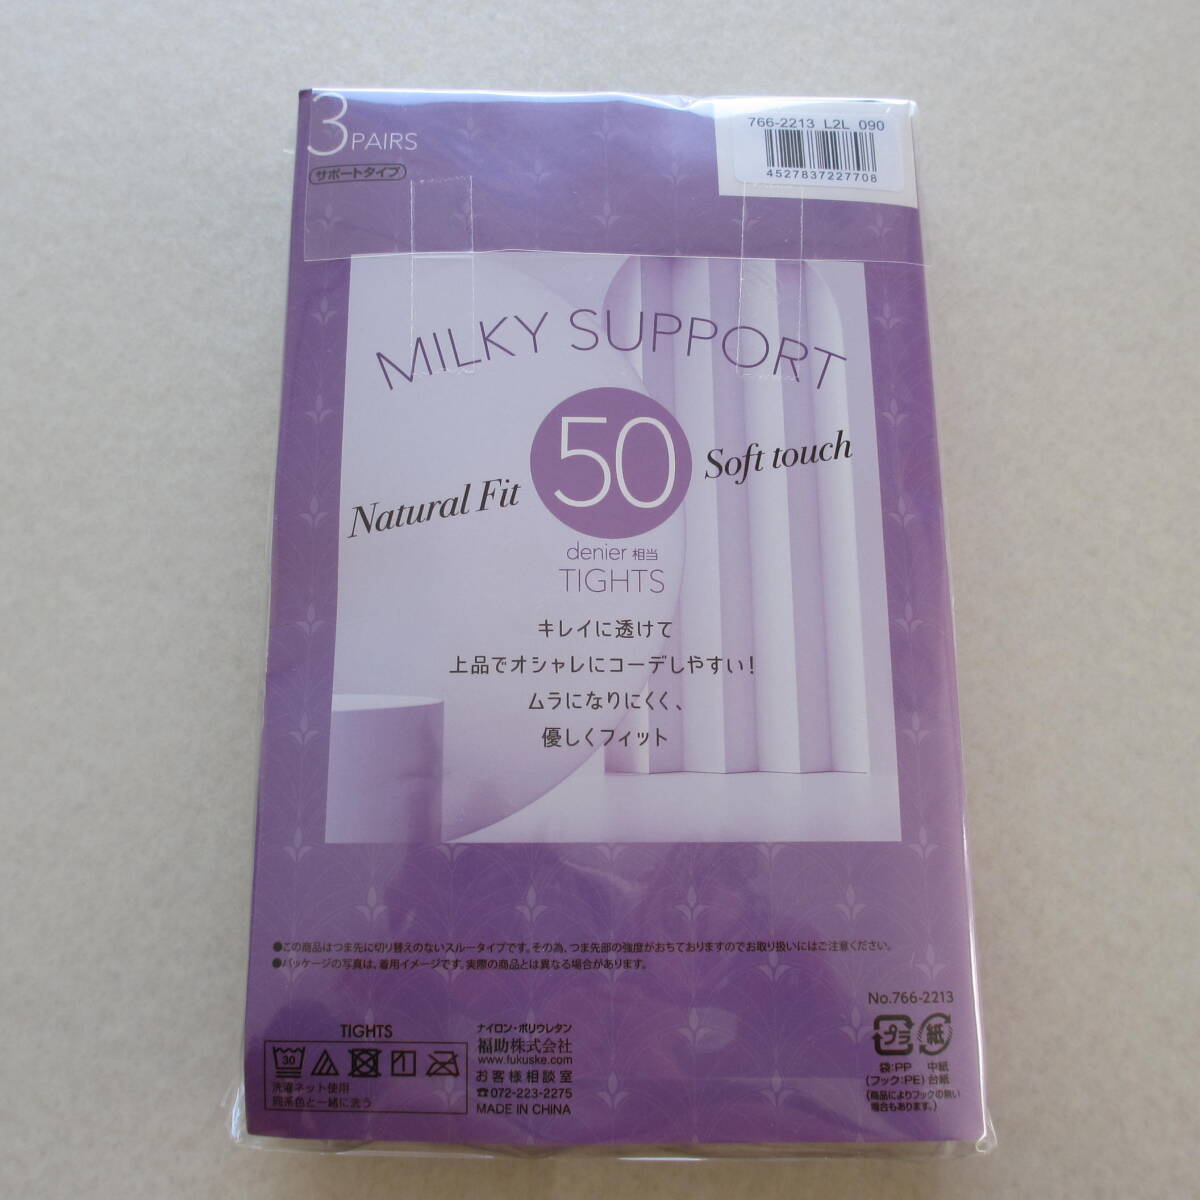 3 PAIRS
サポートタイプ
766-2213 L2L 090
4527837227708
MILKY SUPPORT
Natural Fit
50
Soft touch
denier 相当
TIGHTS
キレイに透けて
上品でオシャレにコーデしやすい!
ムラになりにくく、
優しくフィット
●この商品はつま先に切り替えのないスルータイプです。その為、つま先部の強度がおちておりますのでお取り扱いにはご注意ください。
●パッケージの写真は、着用イメージです。実際の商品とは異なる場合があります。
TIGHTS
30
洗濯ネット使用
同系色と一緒に洗う
ナイロン・ポリウレタン
福助株式会社
www.fukuske.com
お客様相談室
☎072-223-2275
MADE IN CHINA
No.766-2213
プラ 紙
袋:PP 中紙
(フック:PE) 台紙
(商品によりフックの無い
場合もあります。)